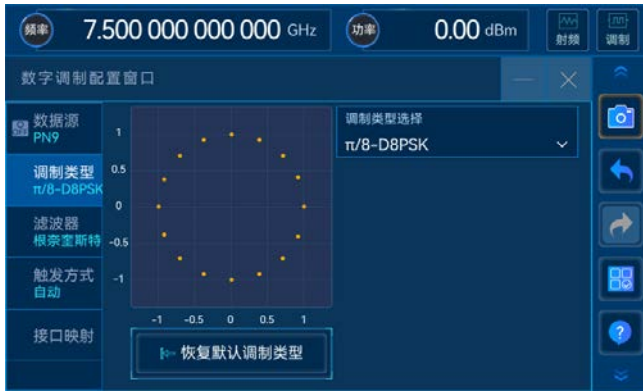 频率
7.500 000 000 000 GHz
功率
0.00 dBm
射频
调制
数字调制配置窗口
数据源
PN9
调制类型
π/8-D8PSK
滤波器
根奈奎斯特
触发方式
自动
接口映射
1
0.5
0
-0.5
-1
-1 -0.5 0 0.5 1
调制类型选择
π/8-D8PSK
恢复默认调制类型
?